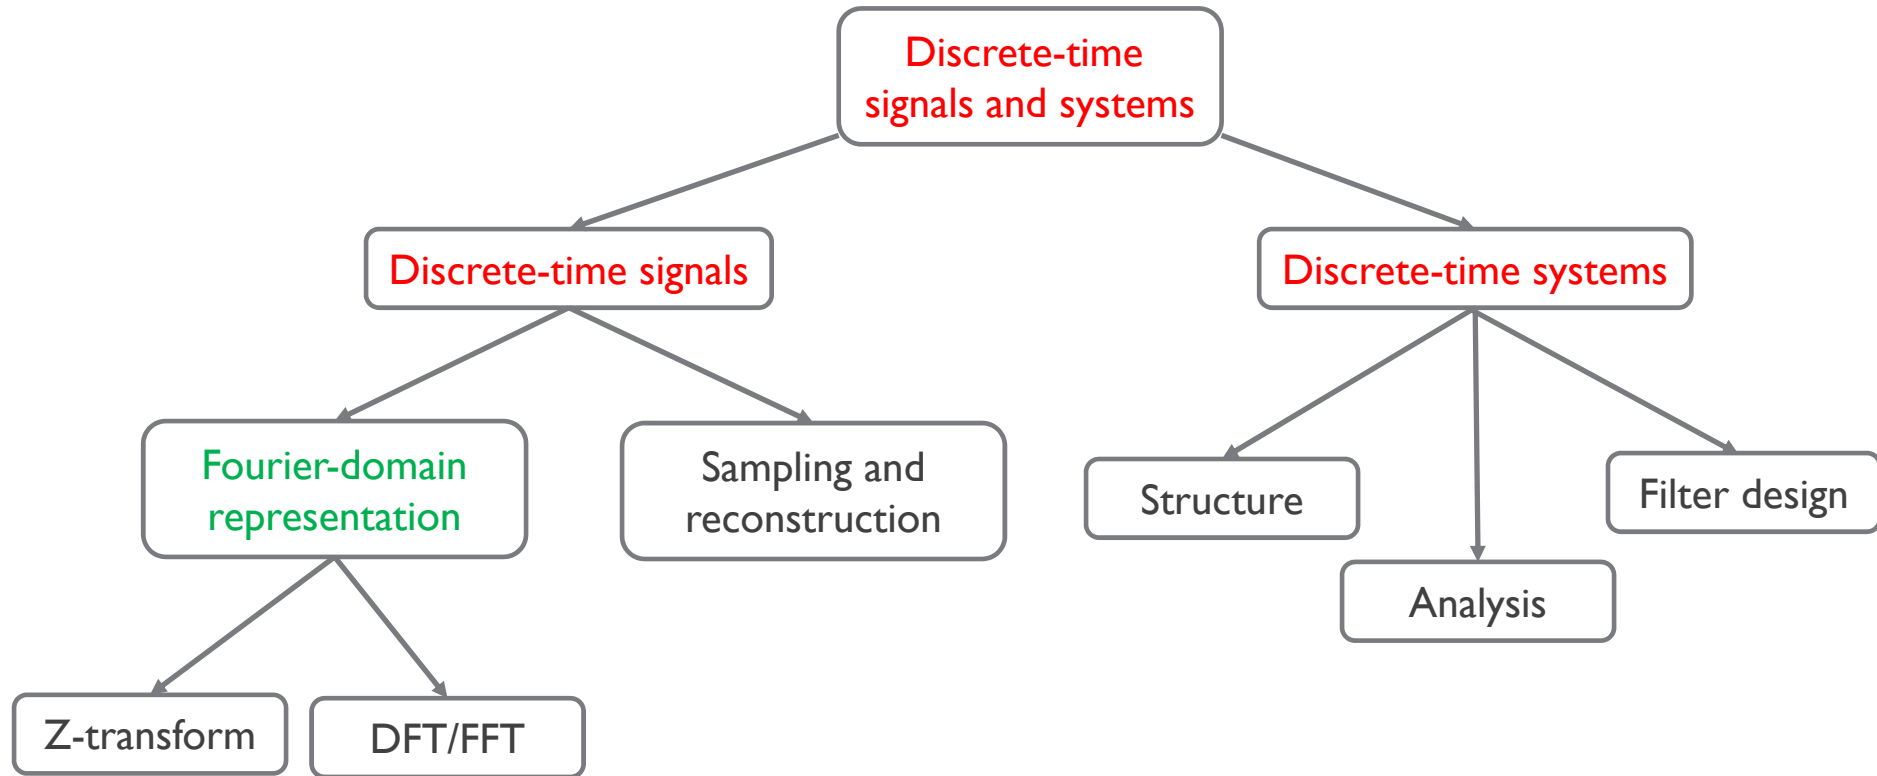 Discrete-time
signals and systems
Discrete-time signals
Discrete-time systems
Fourier-domain
representation
Sampling and
reconstruction
Structure
Filter design
Analysis
Z-transform
DFT/FFT